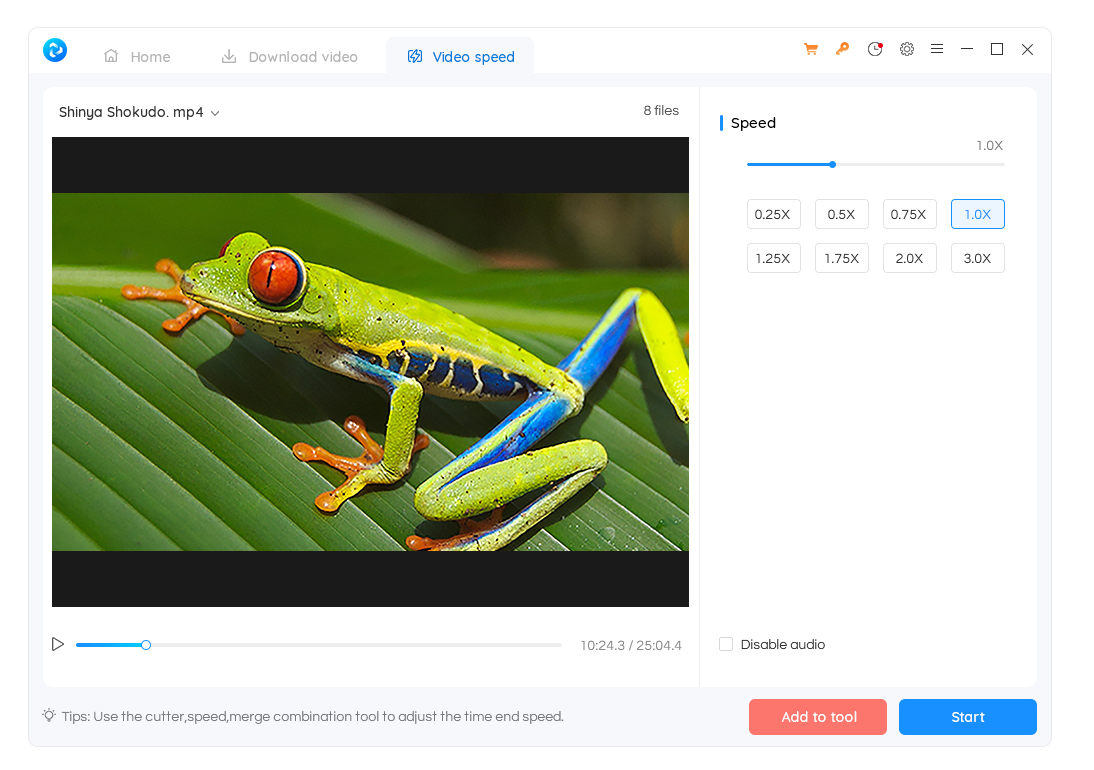 Home
Download video
Video speed
Shinya Shokudo. mp4
8 files
Speed
1.0X
0.25X 0.5X 0.75X 1.0X
1.25X 1.75X 2.0X 3.0X
10:24.3 / 25:04.4
Disable audio
Tips: Use the cutter,speed,merge combination tool to adjust the time end speed.
Add to tool
Start